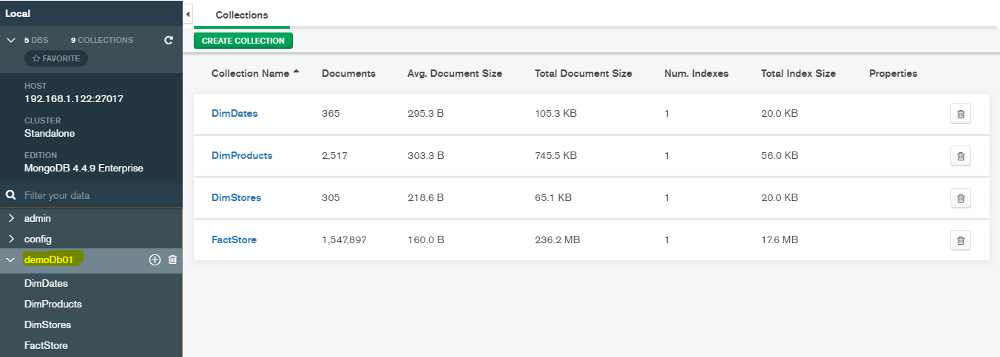 Local
5 DBS 9 COLLECTIONS
FAVORITE
HOST
192.168.1.122:27017
CLUSTER
Standalone
EDITION
MongoDB 4.4.9 Enterprise
Filter your data
admin
config
demoDb01
DimDates
DimProducts
DimStores
FactStore
Collections
CREATE COLLECTION
Collection Name Documents Avg. Document Size Total Document Size Num. Indexes Total Index Size Properties
DimDates 365 295.3 B 105.3 KB 1 20.0 KB
DimProducts 2,517 303.3 B 745.5 KB 1 56.0 KB
DimStores 305 218.6 B 65.1 KB 1 20.0 KB
FactStore 1,547,897 160.0 B 236.2 MB 1 17.6 MB